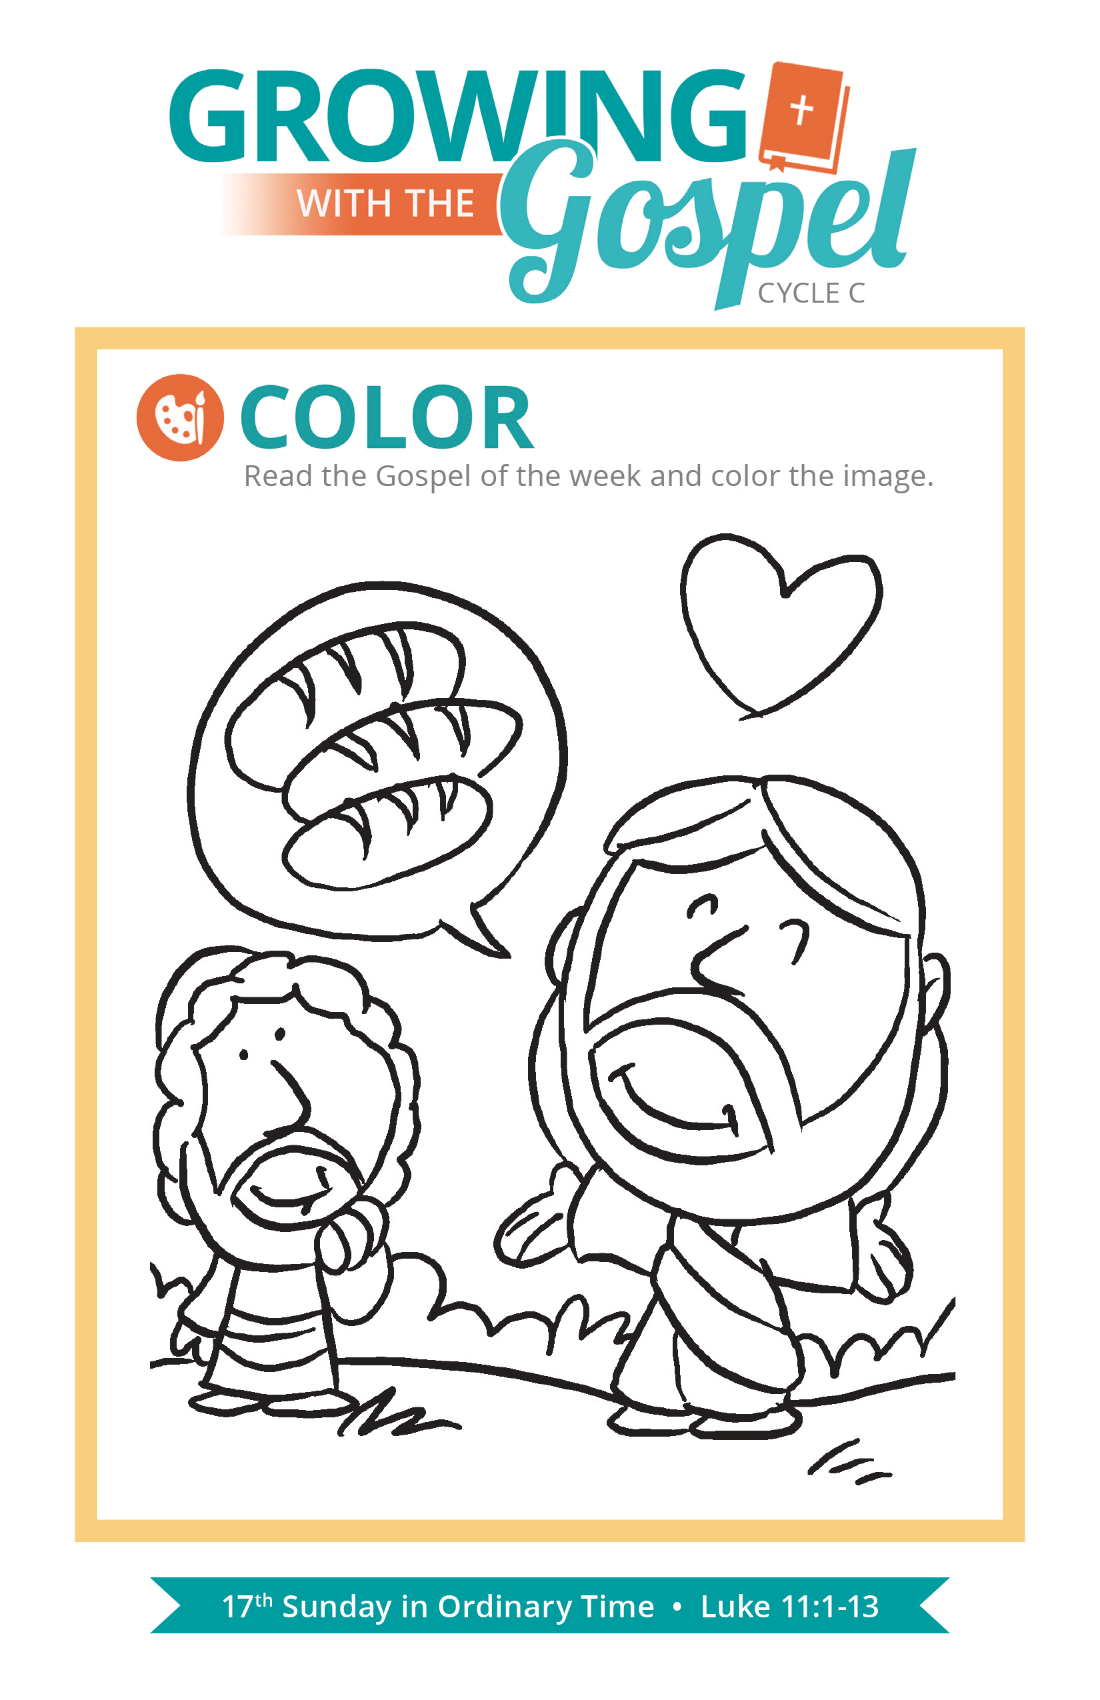 GROWING
WITH THE Gospel
CYCLE C
COLOR
Read the Gospel of the week and color the image.
17th Sunday in Ordinary Time • Luke 11:1-13